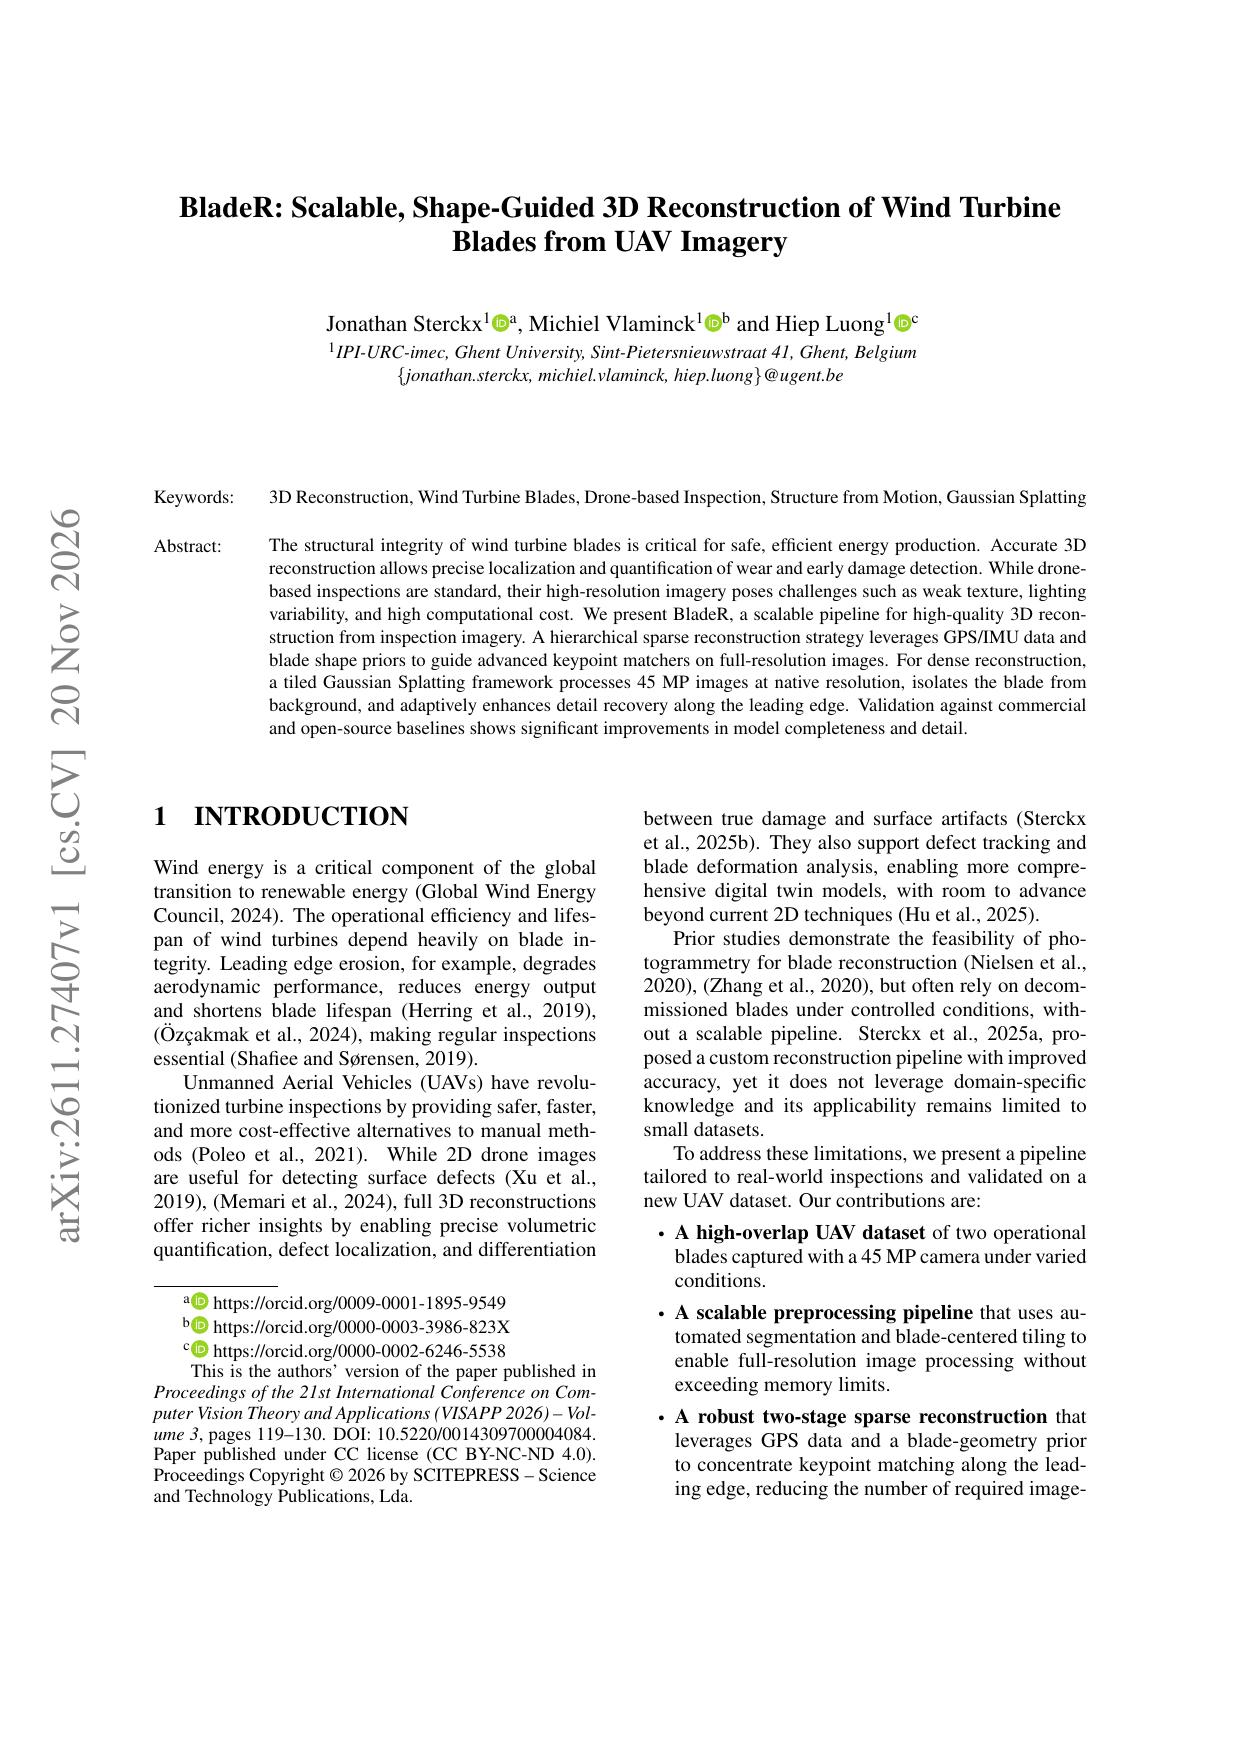 arXiv:2611.27407v1 [cs.CV] 20 Nov 2026
BladeR: Scalable, Shape-Guided 3D Reconstruction of Wind Turbine
Blades from UAV Imagery
Jonathan Sterckx1 a, Michiel Vlaminck1 b and Hiep Luong1 c
1IPI-URC-imec, Ghent University, Sint-Pietersnieuwstraat 41, Ghent, Belgium
{jonathan.sterckx, michiel.vlaminck, hiep.luong}@ugent.be
Keywords: 3D Reconstruction, Wind Turbine Blades, Drone-based Inspection, Structure from Motion, Gaussian Splatting
Abstract: The structural integrity of wind turbine blades is critical for safe, efficient energy production. Accurate 3D
reconstruction allows precise localization and quantification of wear and early damage detection. While drone-
based inspections are standard, their high-resolution imagery poses challenges such as weak texture, lighting
variability, and high computational cost. We present BladeR, a scalable pipeline for high-quality 3D recon-
struction from inspection imagery. A hierarchical sparse reconstruction strategy leverages GPS/IMU data and
blade shape priors to guide advanced keypoint matchers on full-resolution images. For dense reconstruction,
a tiled Gaussian Splatting framework processes 45 MP images at native resolution, isolates the blade from
background, and adaptively enhances detail recovery along the leading edge. Validation against commercial
and open-source baselines shows significant improvements in model completeness and detail.
1 INTRODUCTION
Wind energy is a critical component of the global
transition to renewable energy (Global Wind Energy
Council, 2024). The operational efficiency and lifes-
pan of wind turbines depend heavily on blade in-
tegrity. Leading edge erosion, for example, degrades
aerodynamic performance, reduces energy output
and shortens blade lifespan (Herring et al., 2019),
(Özçakmak et al., 2024), making regular inspections
essential (Shafiee and Sørensen, 2019).
Unmanned Aerial Vehicles (UAVs) have revolu-
tionized turbine inspections by providing safer, faster,
and more cost-effective alternatives to manual meth-
ods (Poleo et al., 2021). While 2D drone images
are useful for detecting surface defects (Xu et al.,
2019), (Memari et al., 2024), full 3D reconstructions
offer richer insights by enabling precise volumetric
quantification, defect localization, and differentiation
a https://orcid.org/0009-0001-1895-9549
b https://orcid.org/0000-0003-3986-823X
c https://orcid.org/0000-0002-6246-5538
This is the authors' version of the paper published in
Proceedings of the 21st International Conference on Com-
puter Vision Theory and Applications (VISAPP 2026) – Vol-
ume 3, pages 119–130. DOI: 10.5220/0014309700004084.
Paper published under CC license (CC BY-NC-ND 4.0).
Proceedings Copyright © 2026 by SCITEPRESS – Science
and Technology Publications, Lda.
between true damage and surface artifacts (Sterckx
et al., 2025b). They also support defect tracking and
blade deformation analysis, enabling more compre-
hensive digital twin models, with room to advance
beyond current 2D techniques (Hu et al., 2025).
Prior studies demonstrate the feasibility of pho-
togrammetry for blade reconstruction (Nielsen et al.,
2020), (Zhang et al., 2020), but often rely on decom-
missioned blades under controlled conditions, with-
out a scalable pipeline. Sterckx et al., 2025a, pro-
posed a custom reconstruction pipeline with improved
accuracy, yet it does not leverage domain-specific
knowledge and its applicability remains limited to
small datasets.
To address these limitations, we present a pipeline
tailored to real-world inspections and validated on a
new UAV dataset. Our contributions are:
• A high-overlap UAV dataset of two operational
blades captured with a 45 MP camera under varied
conditions.
• A scalable preprocessing pipeline that uses au-
tomated segmentation and blade-centered tiling to
enable full-resolution image processing without
exceeding memory limits.
• A robust two-stage sparse reconstruction that
leverages GPS data and a blade-geometry prior
to concentrate keypoint matching along the lead-
ing edge, reducing the number of required image-